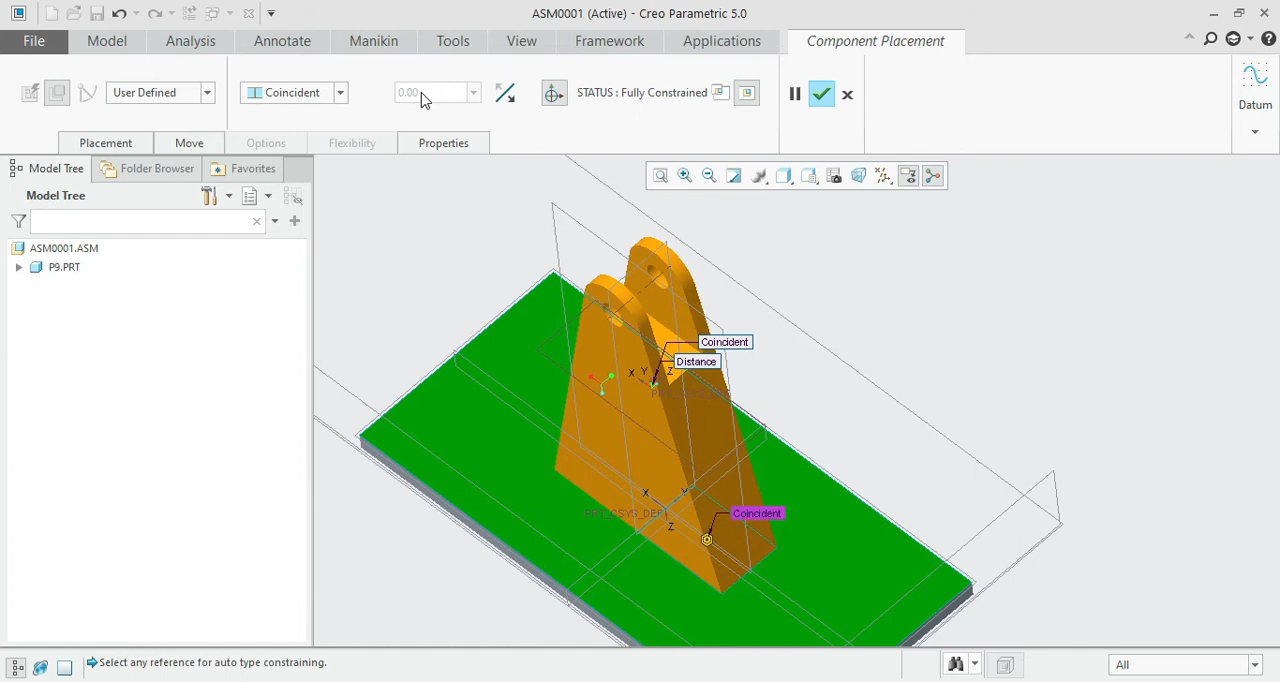 ASM0001 (Active) - Creo Parametric 5.0
File Model Analysis Annotate Manikin Tools View Framework Applications Component Placement
User Defined Coincident 0.00 STATUS : Fully Constrained Datum
Placement Move Options Flexibility Properties
Model Tree Folder Browser Favorites
Model Tree
ASM0001.ASM
P9.PRT
Coincident
Distance
X Y Z
Coincident
X Y
Z
Select any reference for auto type constraining.
All